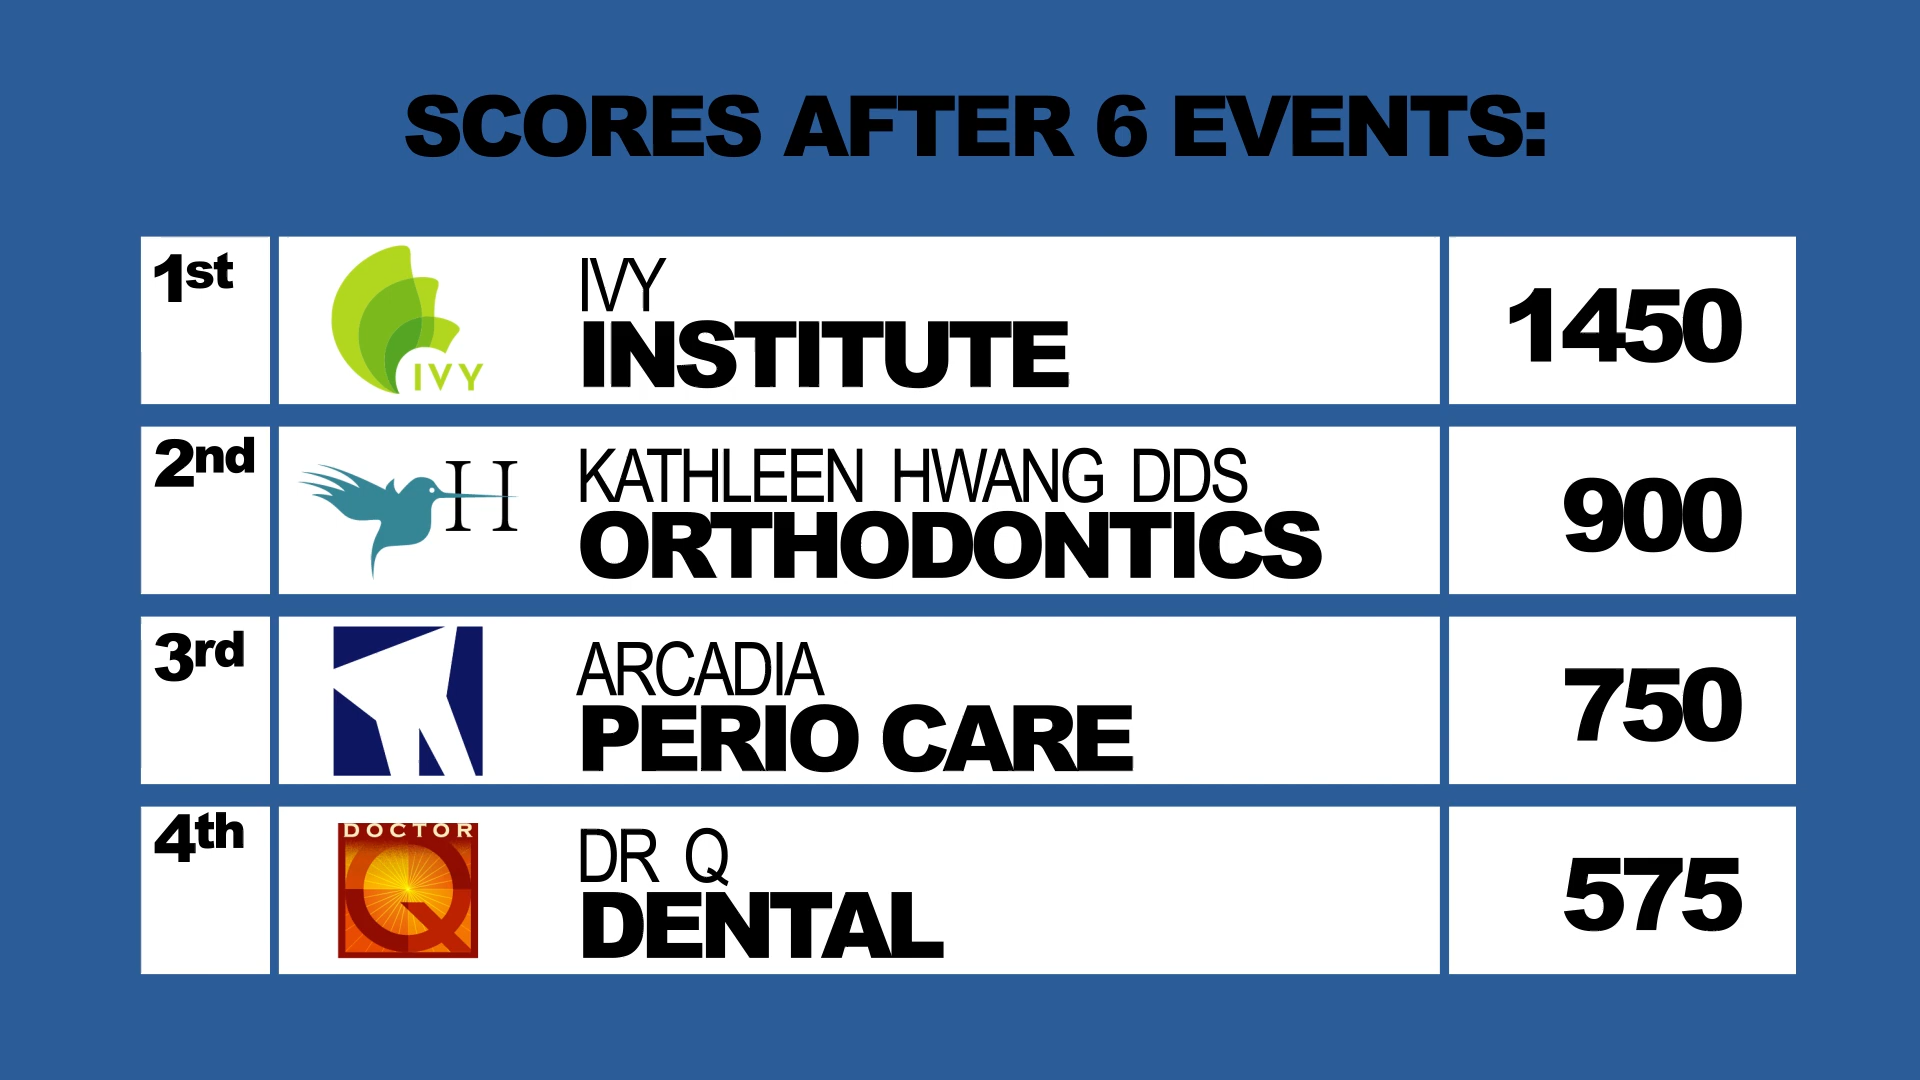 SCORES AFTER 6 EVENTS:
1st
IVY
IVY
INSTITUTE
1450
2nd
H
KATHLEEN HWANG DDS
ORTHODONTICS
900
3rd
ARCADIA
PERIO CARE
750
4th
DOCTOR
Q
DR Q
DENTAL
575